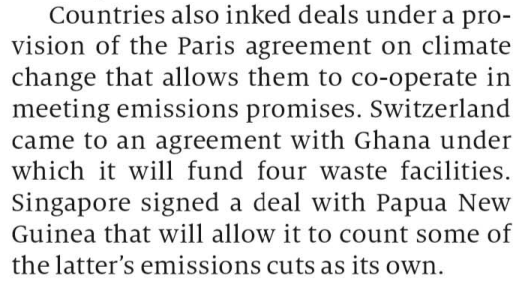 Countries also inked deals under a pro-
vision of the Paris agreement on climate
change that allows them to co-operate in
meeting emissions promises. Switzerland
came to an agreement with Ghana under
which it will fund four waste facilities.
Singapore signed a deal with Papua New
Guinea that will allow it to count some of
the latter’s emissions cuts as its own.